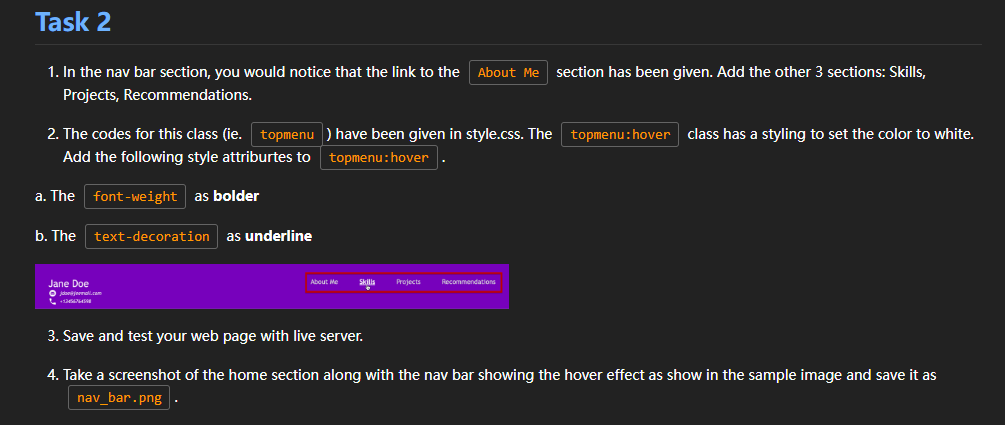 Task 2
1. In the nav bar section, you would notice that the link to the About Me section has been given. Add the other 3 sections: Skills,
Projects, Recommendations.
2. The codes for this class (ie. topmenu ) have been given in style.css. The topmenu:hover class has a styling to set the color to white.
Add the following style attriburtes to topmenu:hover .
a. The font-weight as bolder
b. The text-decoration as underline
Jane Doe About Me Skills Projects Recommendations
3. Save and test your web page with live server.
4. Take a screenshot of the home section along with the nav bar showing the hover effect as show in the sample image and save it as
nav_bar.png .